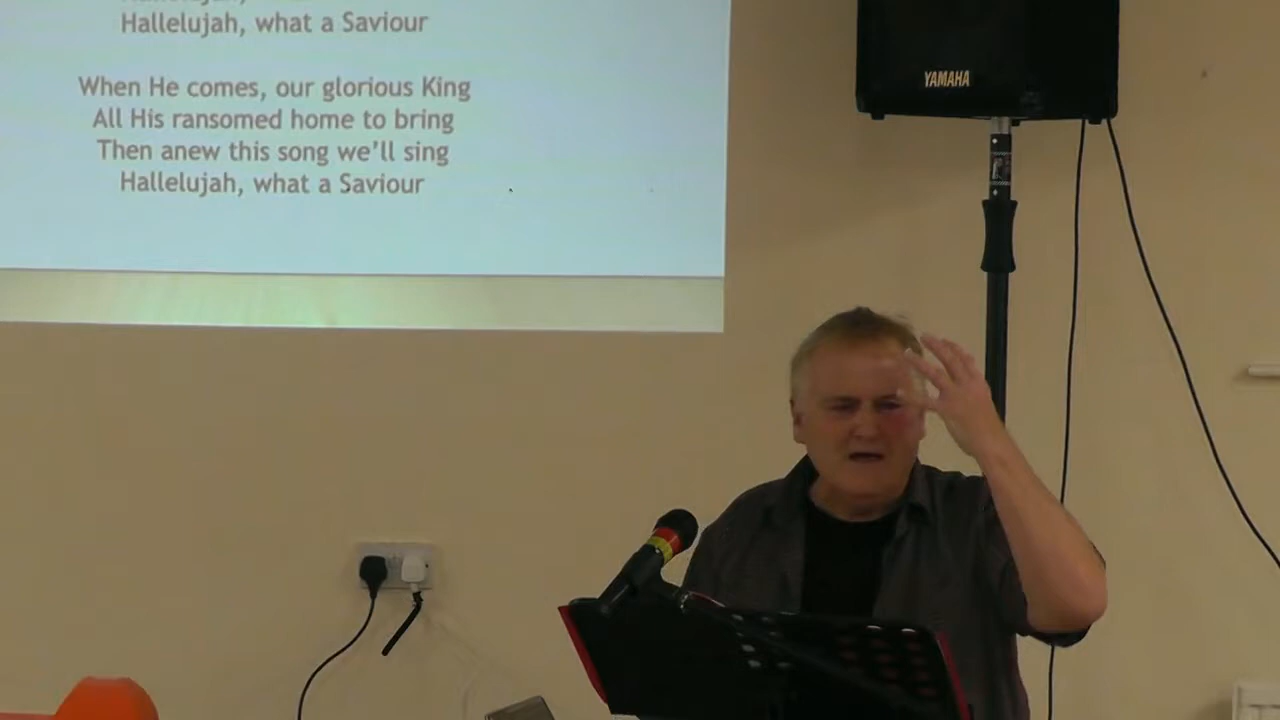 Hallelujah, what a Saviour
When He comes, our glorious King
All His ransomed home to bring
Then anew this song we'll sing
Hallelujah, what a Saviour
YAMAHA